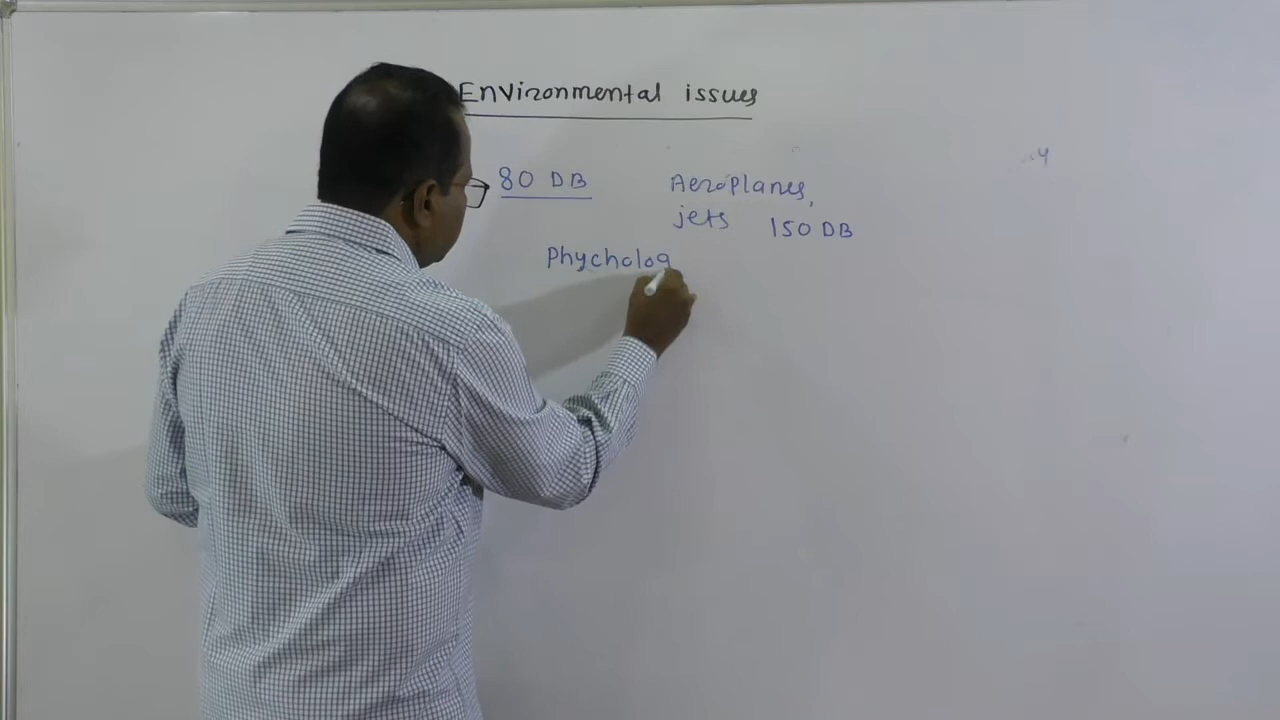 Environmental issues
80 DB Aeroplanes,
jets 150 DB
Phycholog